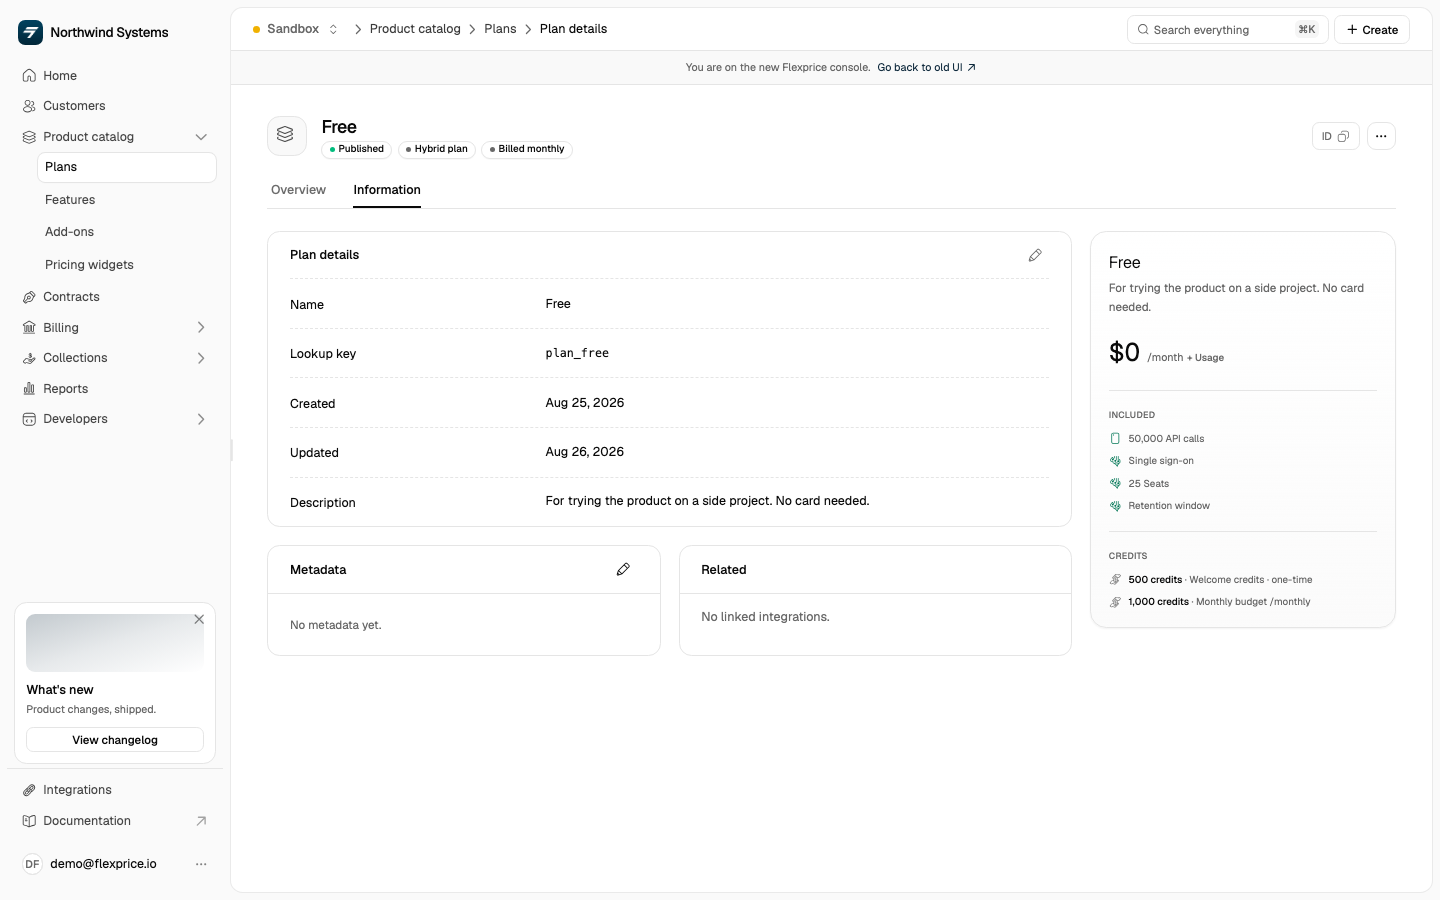 Northwind Systems
Home
Customers
Product catalog
Plans
Features
Add-ons
Pricing widgets
Contracts
Billing
Collections
Reports
Developers
What's new
Product changes, shipped.
View changelog
Integrations
Documentation
DF demo@flexprice.io
Sandbox Product catalog Plans Plan details
Search everything ⌘K
Create
You are on the new Flexprice console. Go back to old UI
Free
Published Hybrid plan Billed monthly
ID
Overview Information
Plan details
Name Free
Lookup key plan_free
Created Aug 25, 2026
Updated Aug 26, 2026
Description For trying the product on a side project. No card needed.
Metadata
No metadata yet.
Related
No linked integrations.
Free
For trying the product on a side project. No card
needed.
$0 /month + Usage
INCLUDED
50,000 API calls
Single sign-on
25 Seats
Retention window
CREDITS
500 credits · Welcome credits · one-time
1,000 credits · Monthly budget /monthly